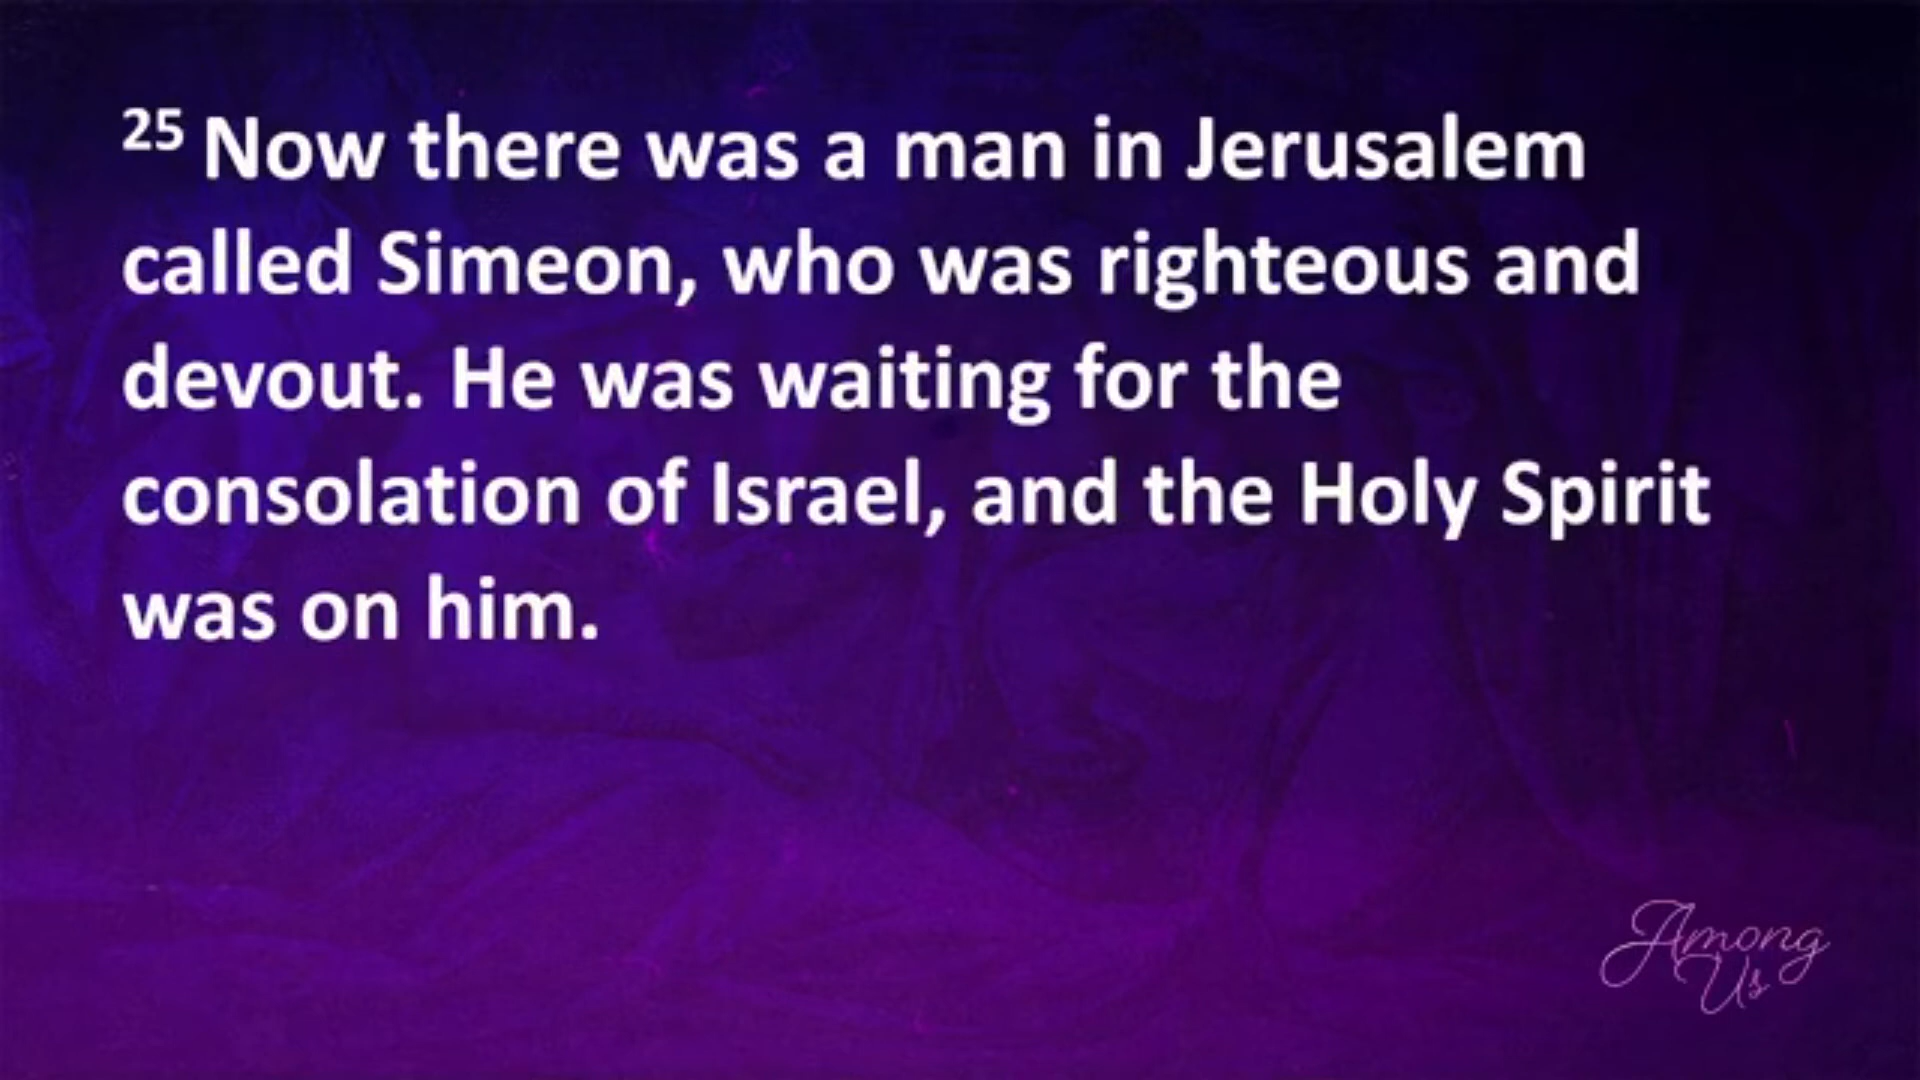 25 Now there was a man in Jerusalem
called Simeon, who was righteous and
devout. He was waiting for the
consolation of Israel, and the Holy Spirit
was on him.
Among
Us